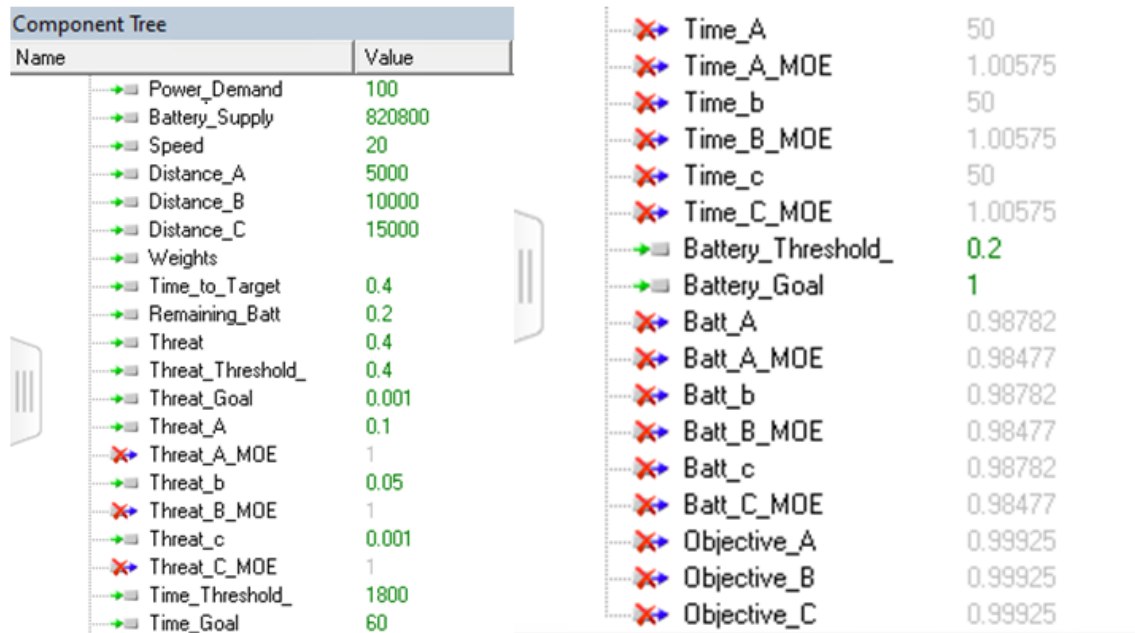 Component Tree
Name Value
Power_Demand 100
Battery_Supply 820800
Speed 20
Distance_A 5000
Distance_B 10000
Distance_C 15000
Weights
Time_to_Target 0.4
Remaining_Batt 0.2
Threat 0.4
Threat_Threshold_ 0.4
Threat_Goal 0.001
Threat_A 0.1
Threat_A_MOE 1
Threat_b 0.05
Threat_B_MOE 1
Threat_c 0.001
Threat_C_MOE 1
Time_Threshold_ 1800
Time_Goal 60
Time_A 50
Time_A_MOE 1.00575
Time_b 50
Time_B_MOE 1.00575
Time_c 50
Time_C_MOE 1.00575
Battery_Threshold_ 0.2
Battery_Goal 1
Batt_A 0.98782
Batt_A_MOE 0.98477
Batt_b 0.98782
Batt_B_MOE 0.98477
Batt_c 0.98782
Batt_C_MOE 0.98477
Objective_A 0.99925
Objective_B 0.99925
Objective_C 0.99925